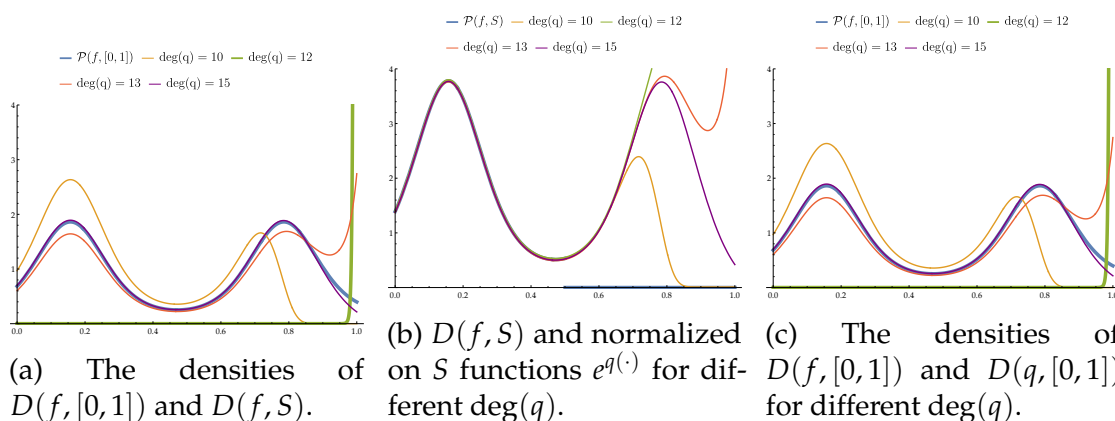 P(f, S) deg(q) = 10 deg(q) = 12
deg(q) = 13 deg(q) = 15
P(f, [0, 1]) deg(q) = 10 deg(q) = 12
deg(q) = 13 deg(q) = 15
P(f, [0, 1]) deg(q) = 10 deg(q) = 12
deg(q) = 13 deg(q) = 15
4
3
2
1
0.0 0.2 0.4 0.6 0.8 1.0
4
3
2
1
0.0 0.2 0.4 0.6 0.8 1.0
4
3
2
1
0.0 0.2 0.4 0.6 0.8 1.0
(a) The densities of
D(f, [0, 1]) and D(f, S).
(b) D(f, S) and normalized
on S functions e^{q(·)} for dif-
ferent deg(q).
(c) The densities of
D(f, [0, 1]) and D(q, [0, 1])
for different deg(q).